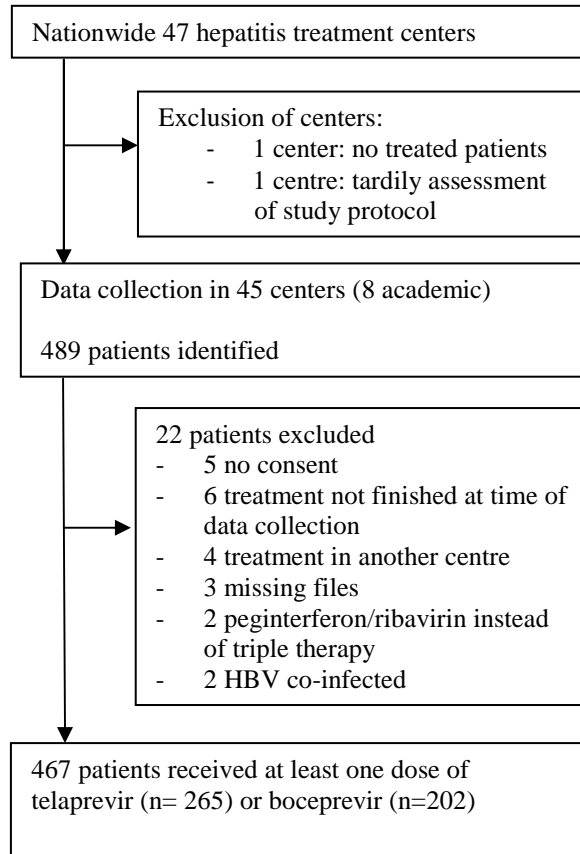 Nationwide 47 hepatitis treatment centers
Exclusion of centers:
- 1 center: no treated patients
- 1 centre: tardily assessment
of study protocol
Data collection in 45 centers (8 academic)
489 patients identified
22 patients excluded
- 5 no consent
- 6 treatment not finished at time of
data collection
- 4 treatment in another centre
- 3 missing files
- 2 peginterferon/ribavirin instead
of triple therapy
- 2 HBV co-infected
467 patients received at least one dose of
telaprevir (n= 265) or boceprevir (n=202)